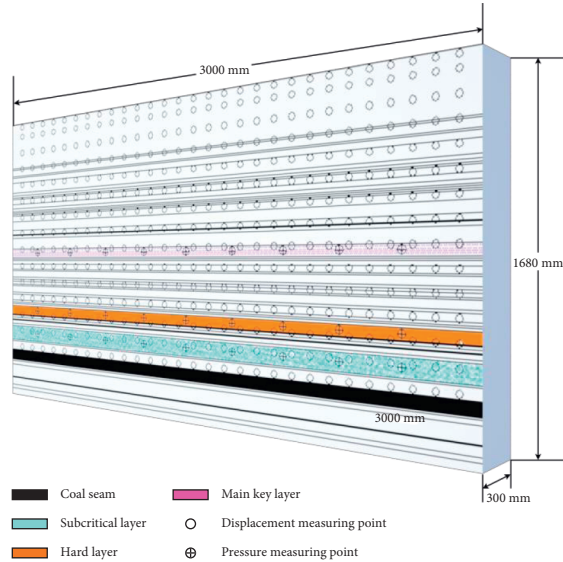 3000 mm
1680 mm
3000 mm
300 mm
Coal seam
Main key layer
Subcritical layer
Displacement measuring point
Hard layer
Pressure measuring point